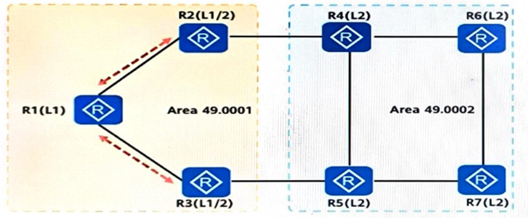 R2(L1/2)
R4(L2)
R6(L2)
R
R
R
R1(L1)
R
Area 49.0001
Area 49.0002
R
R
R
R3(L1/2)
R5(L2)
R7(L2)